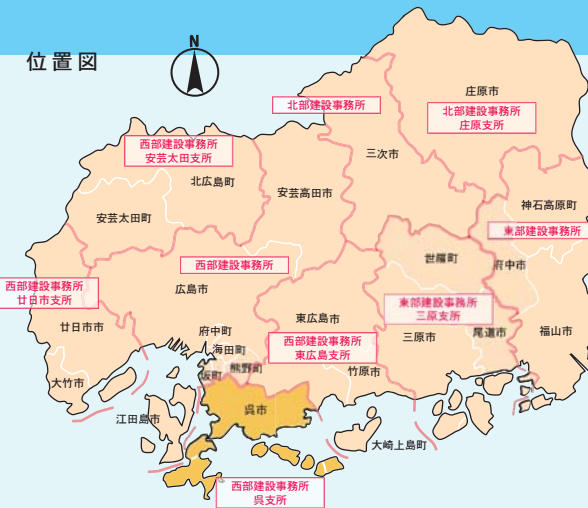 位置図
N
庄原市
北部建設事務所
北部建設事務所
庄原支所
西部建設事務所
安芸太田支所
三次市
北広島町
安芸高田市
神石高原町
安芸太田町
東部建設事務所
世羅町
府中市
西部建設事務所
西部建設事務所
廿日市支所
広島市
東部建設事務所
三原支所
東広島市
廿日市市
府中町
三原市
尾道市
福山市
西部建設事務所
東広島支所
海田町
熊野町
坂町
竹原市
大竹市
呉市
江田島市
大崎上島町
西部建設事務所
呉支所